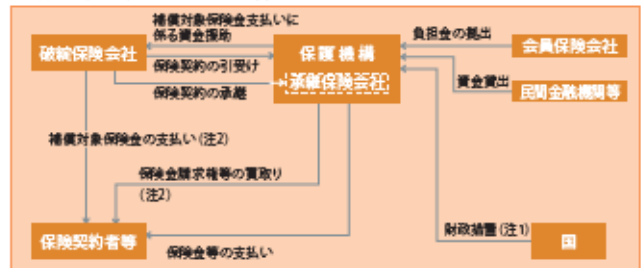 補償対象保険金支払いに
係る資金援助
破綻保険会社
保険契約の引受け
保険契約の承継
保護機構
承継保険会社
負担金の拠出
会員保険会社
資金貸出
民間金融機関等
補償対象保険金の支払い(注2)
保険金請求権等の買取り
(注2)
保険契約者等
保険金等の支払い
財政措置(注1)
国